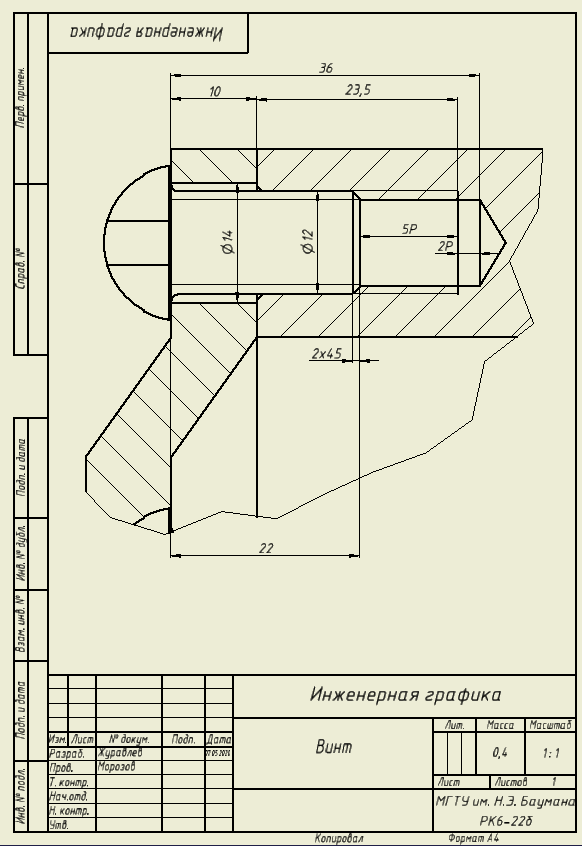 Инженерная графика
Перв. примен.
Справ. №
Подп. и дата
Инв. № дубл.
Взам. инв. №
Подп. и дата
Инв. № подл.
36
10
23,5
Ø14
Ø12
5P
2P
2x45
22
Инженерная графика
Винт
Изм. Лист № докум. Подп. Дата
Разраб. Журавлев
Пров. Морозов
Т. контр.
Нач.отд.
Н. контр.
Утв.
Лит. Масса Масштаб
0,4 1:1
Лист Листов 1
МГТУ им. Н.Э. Баумана
РК6-22б
Копировал Формат А4